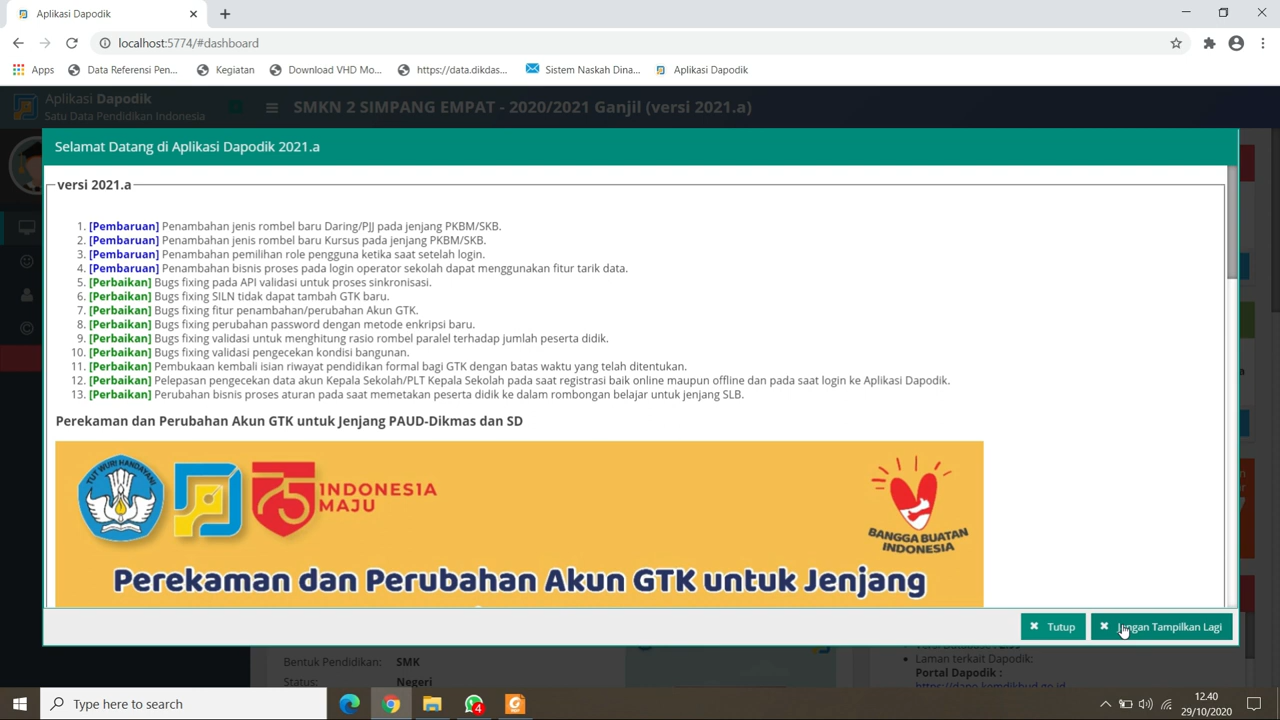 Aplikasi Dapodik
localhost:5774/#dashboard
Apps
Data Referensi Pen...
Kegiatan
Download VHD Mo...
https://data.dikdas...
Sistem Naskah Dina...
Aplikasi Dapodik
Aplikasi Dapodik
Satu Data Pendidikan Indonesia
SMKN 2 SIMPANG EMPAT - 2020/2021 Ganjil (versi 2021.a)
Selamat Datang di Aplikasi Dapodik 2021.a
versi 2021.a
1. [Pembaruan] Penambahan jenis rombel baru Daring/PJJ pada jenjang PKBM/SKB.
2. [Pembaruan] Penambahan jenis rombel baru Kursus pada jenjang PKBM/SKB.
3. [Pembaruan] Penambahan pemilihan role pengguna ketika saat setelah login.
4. [Pembaruan] Penambahan bisnis proses pada login operator sekolah dapat menggunakan fitur tarik data.
5. [Perbaikan] Bugs fixing pada API validasi untuk proses sinkronisasi.
6. [Perbaikan] Bugs fixing SILN tidak dapat tambah GTK baru.
7. [Perbaikan] Bugs fixing fitur penambahan/perubahan Akun GTK.
8. [Perbaikan] Bugs fixing perubahan password dengan metode enkripsi baru.
9. [Perbaikan] Bugs fixing validasi untuk menghitung rasio rombel paralel terhadap jumlah peserta didik.
10. [Perbaikan] Bugs fixing validasi pengecekan kondisi bangunan.
11. [Perbaikan] Pembukaan kembali isian riwayat pendidikan formal bagi GTK dengan batas waktu yang telah ditentukan.
12. [Perbaikan] Pelepasan pengecekan data akun Kepala Sekolah/PLT Kepala Sekolah pada saat registrasi baik online maupun offline dan pada saat login ke Aplikasi Dapodik.
13. [Perbaikan] Perubahan bisnis proses aturan pada saat memetakan peserta didik ke dalam rombongan belajar untuk jenjang SLB.
Perekaman dan Perubahan Akun GTK untuk Jenjang PAUD-Dikmas dan SD
TUT WURI HANDAYANI
75
INDONESIA
MAJU
BANGGA BUATAN
INDONESIA
Perekaman dan Perubahan Akun GTK untuk Jenjang
Tutup
Jangan Tampilkan Lagi
Bentuk Pendidikan: SMK
Status: Negeri
Laman terkait Dapodik:
Portal Dapodik :
https://dapo.kemdikbud.go.id
Type here to search
4
12.40
29/10/2020